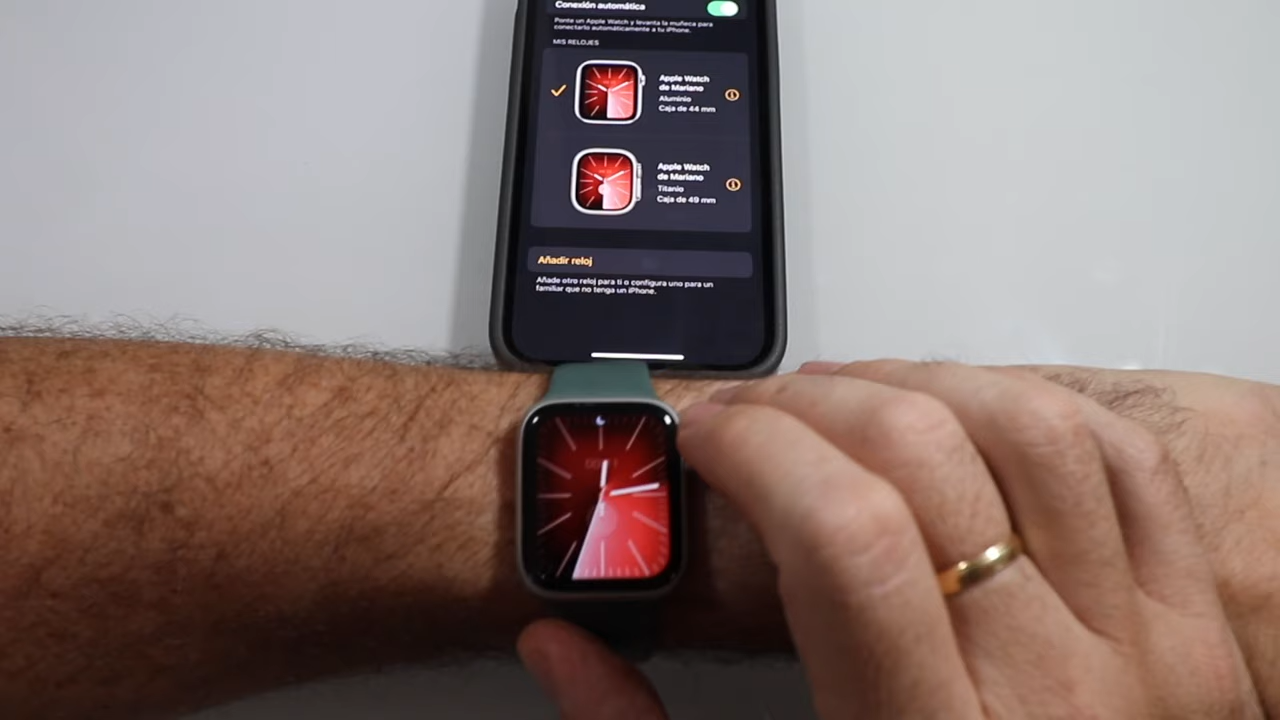 Conexión automática
Ponte un Apple Watch y levanta la muñeca para
conectarlo automáticamente a tu iPhone.
MIS RELOJES
Apple Watch
de Mariano
Aluminio
Caja de 44 mm
Apple Watch
de Mariano
Titanio
Caja de 49 mm
Añadir reloj
Añade otro reloj para ti o configura uno para un
familiar que no tenga un iPhone.